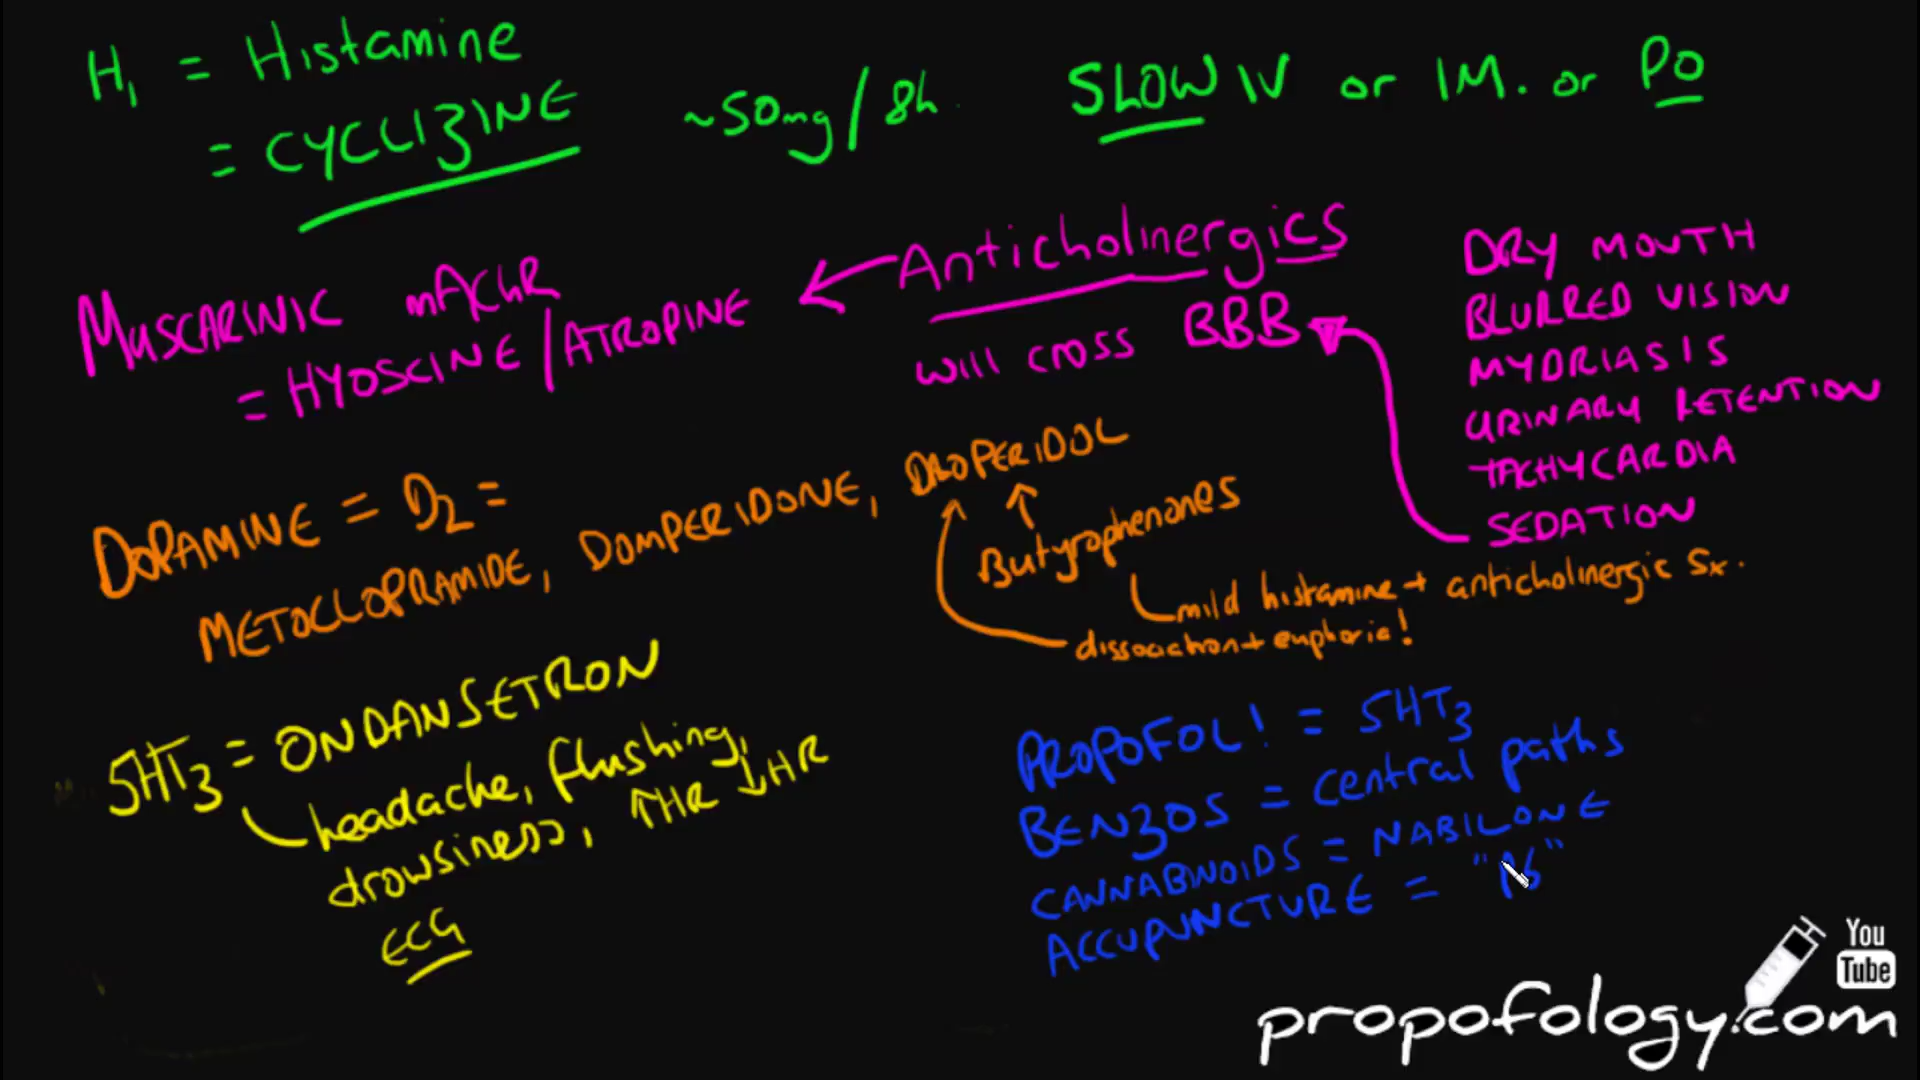 H₁ = Histamine
= CYCLIZINE ~50mg / 8h. SLOW IV or IM. or PO
MUSCARINIC mAChR
= HYOSCINE / ATROPINE
← Anticholinergics
will cross BBB
DRY MOUTH
BLURRED VISION
MYDRIASIS
URINARY RETENTION
TACHYCARDIA
SEDATION
DOPAMINE = D₂ =
METOCLOPRAMIDE, DOMPERIDONE, DROPERIDOL
Butyrophenones
mild histamine + anticholinergic Sx.
dissociation + euphoria!
5HT₃ = ONDANSETRON
headache, flushing,
drowsiness, ↑HR ↓HR
ECG
PROPOFOL! = 5HT₃
BENZOS = central paths
CANNABINOIDS = NABILONE
ACCUPUNCTURE =
You
Tube
propofology.com